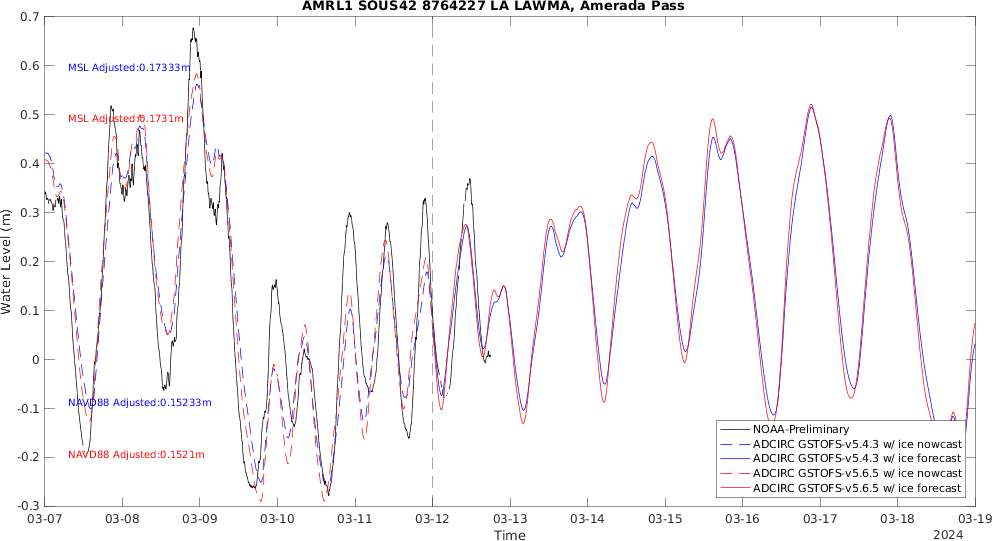 AMRL1 SOUS42 8764227 LA LAWMA, Amerada Pass
0.7
0.6
0.5
0.4
0.3
0.2
0.1
0
-0.1
-0.2
-0.3
Water Level (m)
MSL Adjusted:0.17333m
MSL Adjusted:0.1731m
NAVD88 Adjusted:0.15233m
NAVD88 Adjusted:0.1521m
NOAA-Preliminary
ADCIRC GSTOFS-v5.4.3 w/ ice nowcast
ADCIRC GSTOFS-v5.4.3 w/ ice forecast
ADCIRC GSTOFS-v5.6.5 w/ ice nowcast
ADCIRC GSTOFS-v5.6.5 w/ ice forecast
03-07 03-08 03-09 03-10 03-11 03-12 03-13 03-14 03-15 03-16 03-17 03-18 03-19
Time
2024